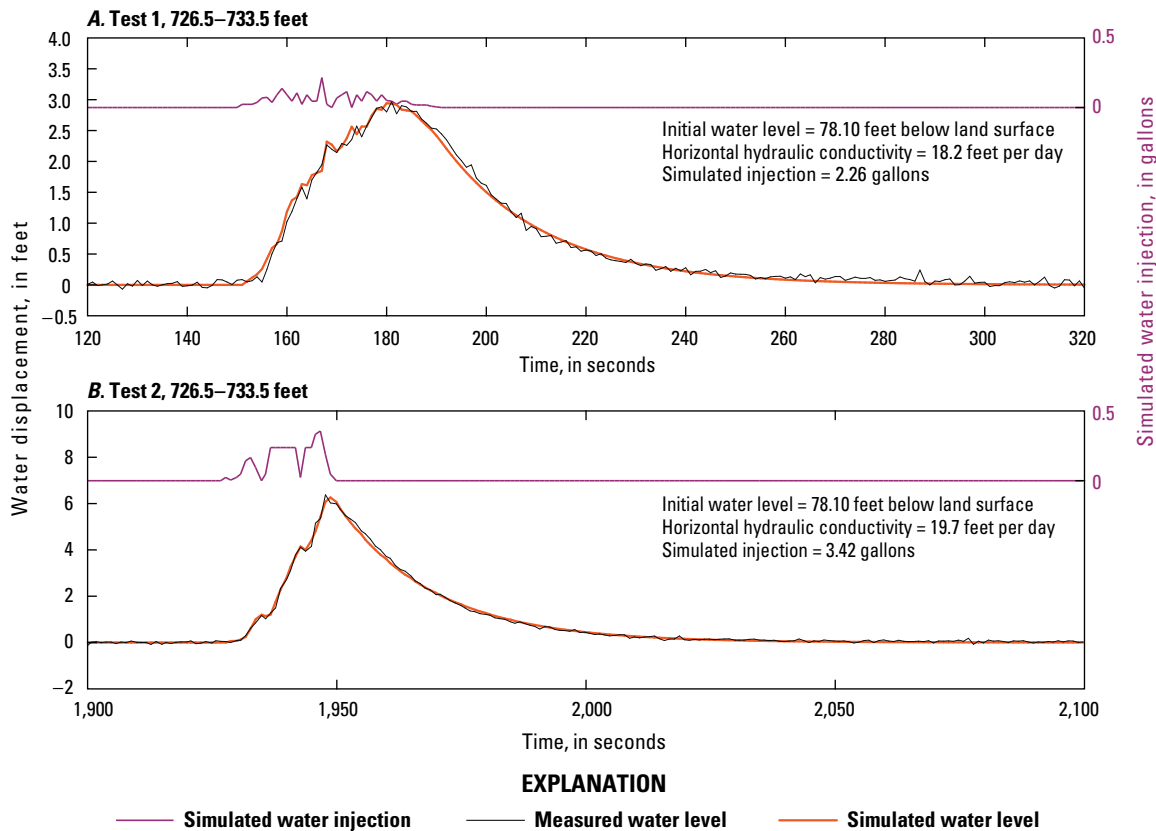 A. Test 1, 726.5–733.5 feet
4.0
3.5
3.0
2.5
2.0
1.5
1.0
0.5
0
−0.5
0.5
0
Initial water level = 78.10 feet below land surface
Horizontal hydraulic conductivity = 18.2 feet per day
Simulated injection = 2.26 gallons
120 140 160 180 200 220 240 260 280 300 320
Time, in seconds
Water displacement, in feet
Simulated water injection, in gallons
B. Test 2, 726.5–733.5 feet
10
8
6
4
2
0
−2
0.5
0
Initial water level = 78.10 feet below land surface
Horizontal hydraulic conductivity = 19.7 feet per day
Simulated injection = 3.42 gallons
1,900 1,950 2,000 2,050 2,100
Time, in seconds
EXPLANATION
Simulated water injection Measured water level Simulated water level